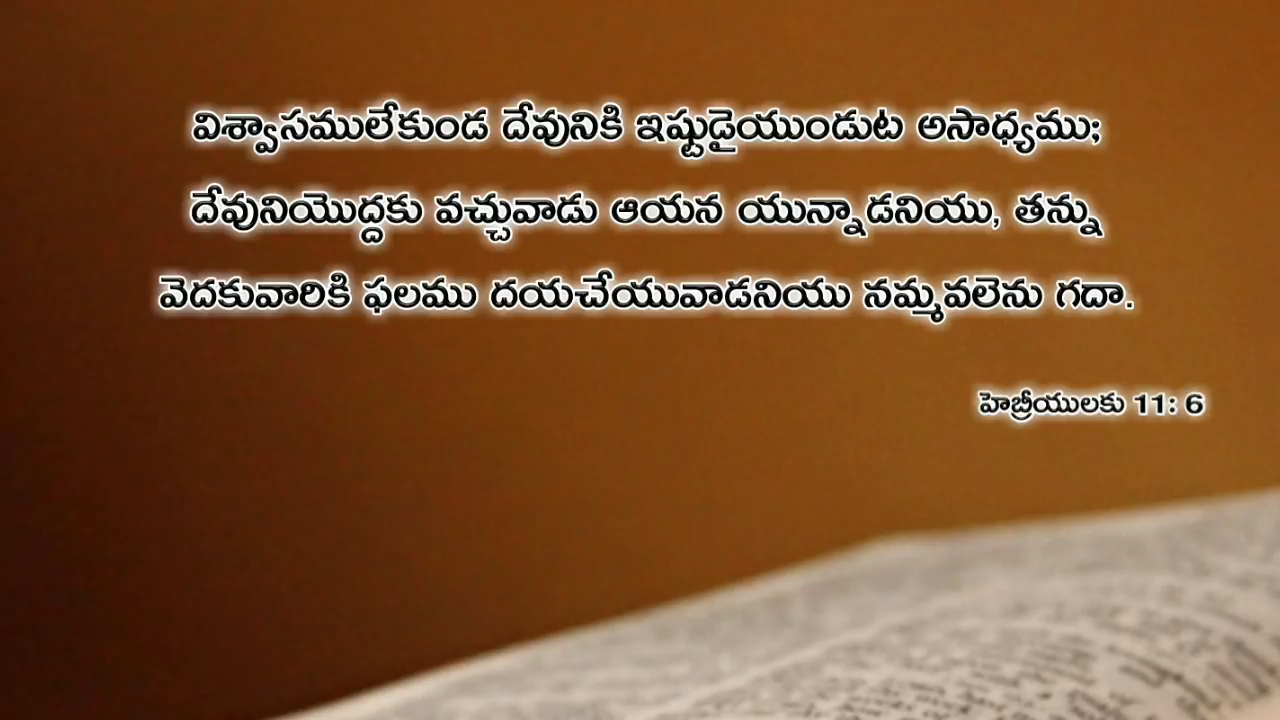 విశ్వాసములేకుండ దేవునికి ఇష్టుడైయుండుట అసాధ్యము;
దేవునియొద్దకు వచ్చువాడు ఆయన యున్నాడనియు, తన్ను
వెదకువారికి ఫలము దయచేయువాడనియు నమ్మవలెను గదా.
హెబ్రీయులకు 11: 6